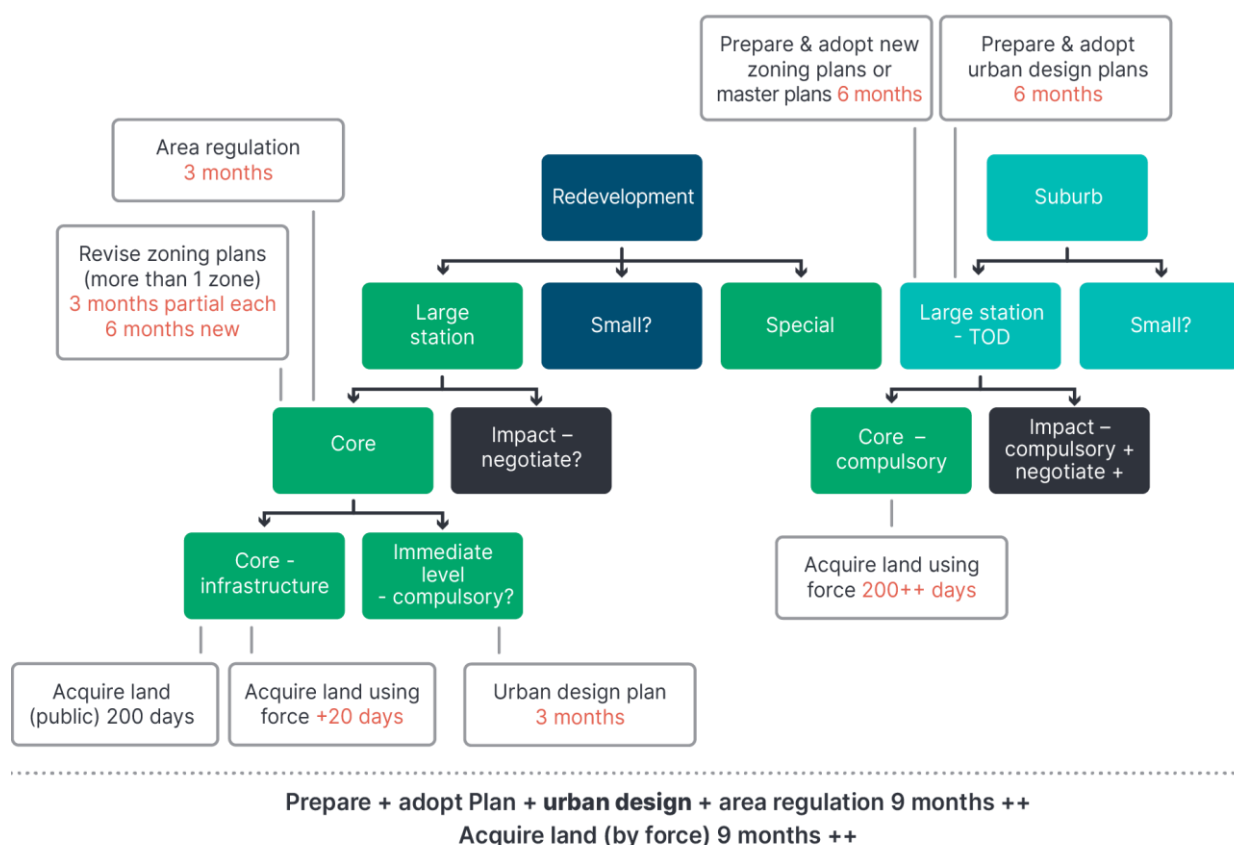 Prepare & adopt new
zoning plans or
master plans 6 months
Prepare & adopt
urban design plans
6 months
Area regulation
3 months
Redevelopment
Suburb
Revise zoning plans
(more than 1 zone)
3 months partial each
6 months new
Large
station
Small?
Special
Large station
- TOD
Small?
Core
Impact –
negotiate?
Core –
compulsory
Impact –
compulsory +
negotiate +
Core -
infrastructure
Immediate
level
- compulsory?
Acquire land using
force 200++ days
Acquire land
(public) 200 days
Acquire land using
force +20 days
Urban design plan
3 months
Prepare + adopt Plan + urban design + area regulation 9 months ++
Acquire land (by force) 9 months ++